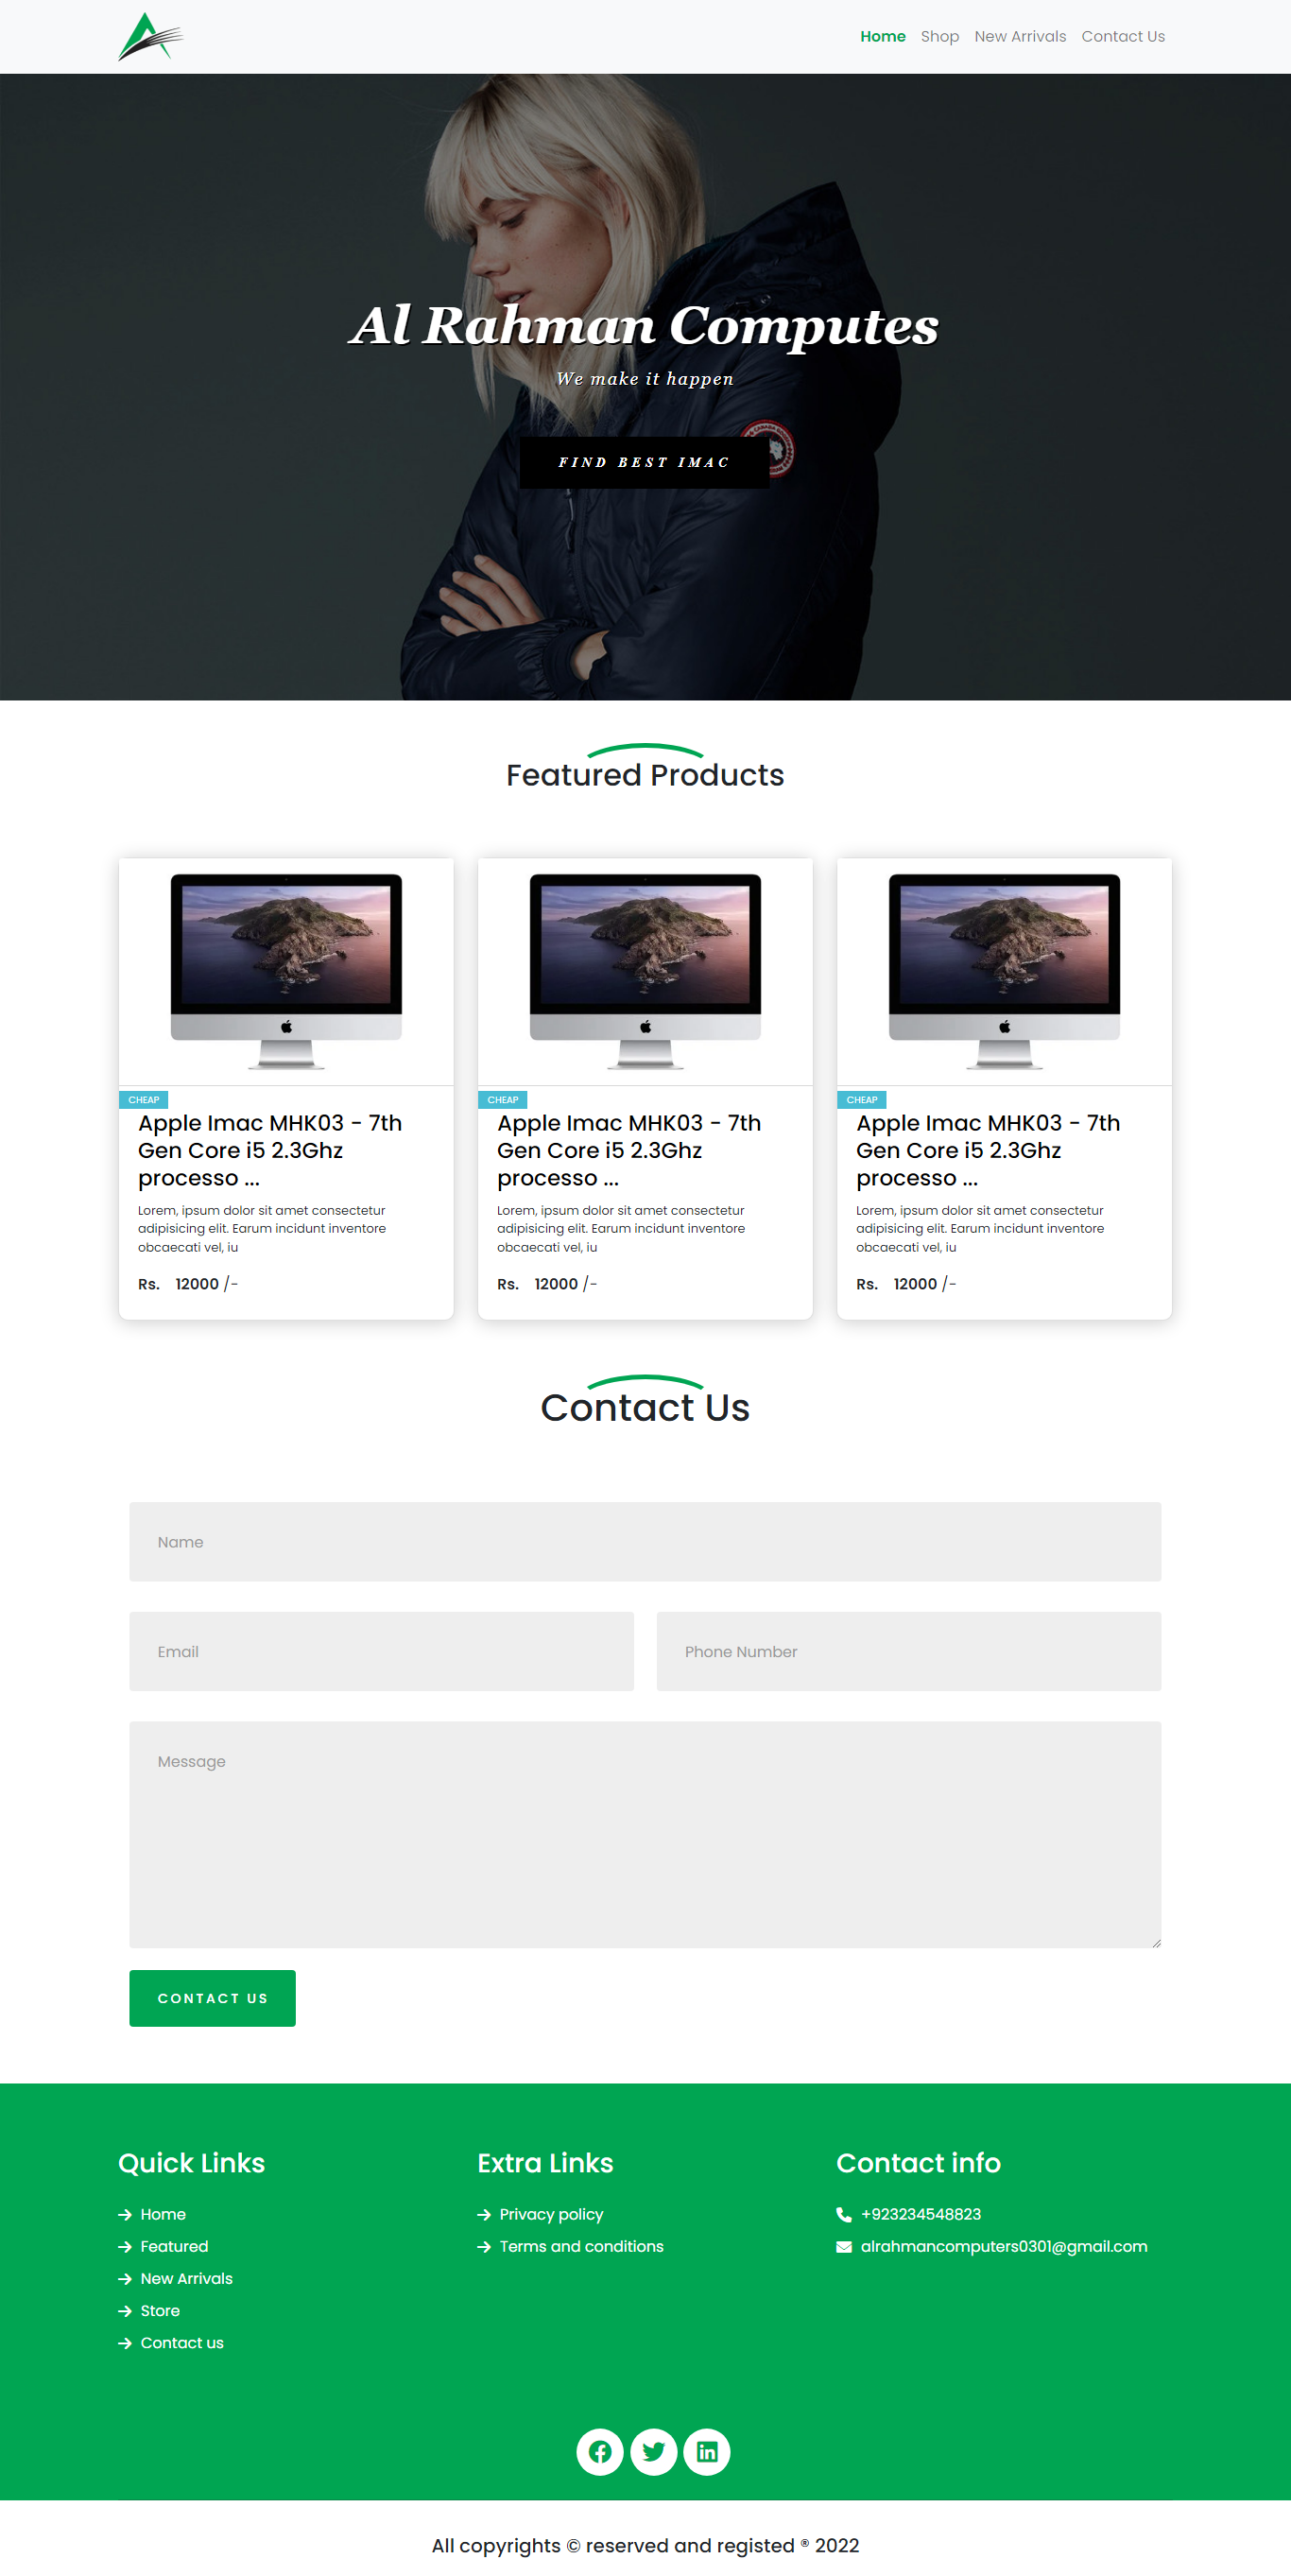 Home Shop New Arrivals Contact Us
Al Rahman Computes
We make it happen
FIND BEST IMAC
Featured Products
CHEAP
Apple Imac MHK03 - 7th
Gen Core i5 2.3Ghz
processo ...
Lorem, ipsum dolor sit amet consectetur
adipisicing elit. Earum incidunt inventore
obcaecati vel, iu
Rs. 12000 /-
CHEAP
Apple Imac MHK03 - 7th
Gen Core i5 2.3Ghz
processo ...
Lorem, ipsum dolor sit amet consectetur
adipisicing elit. Earum incidunt inventore
obcaecati vel, iu
Rs. 12000 /-
CHEAP
Apple Imac MHK03 - 7th
Gen Core i5 2.3Ghz
processo ...
Lorem, ipsum dolor sit amet consectetur
adipisicing elit. Earum incidunt inventore
obcaecati vel, iu
Rs. 12000 /-
Contact Us
Name
Email
Phone Number
Message
CONTACT US
Quick Links
Home
Featured
New Arrivals
Store
Contact us
Extra Links
Privacy policy
Terms and conditions
Contact info
+923234548823
alrahmancomputers0301@gmail.com
All copyrights © reserved and registed ® 2022